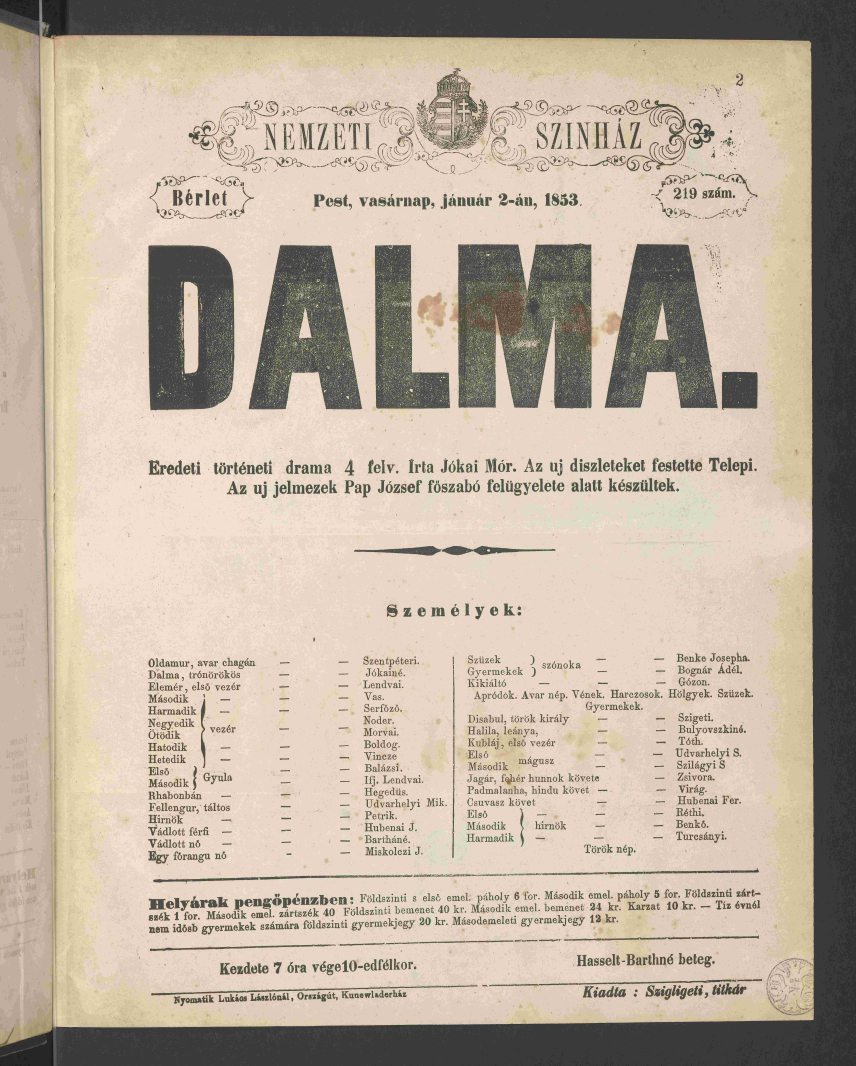 2
NEMZETI SZINHÁZ
Bérlet
Pest, vasárnap, január 2-án, 1853.
219 szám.
DALMA.
Eredeti történeti drama 4 felv. Irta Jókai Mór. Az uj diszleteket festette Telepi.
Az uj jelmezek Pap József főszabó felügyelete alatt készültek.
Személyek:
Oldamur, avar chagán — — Szentpéteri.
Dalma, trónörökös — — Jókainé.
Elemér, első vezér — — Lendvai.
Második — — Vas.
Harmadik — — Serfőző.
Negyedik — — Noder.
vezér
Ötödik — Morvai.
Hatodik — — Boldog.
Hetedik — — Vincze
Első — — Balázsi.
Gyula
Második — — Ifj. Lendvai.
Rhabonbán — — — Hegedüs.
Fellengur, táltos — — Udvarhelyi Mik.
Hirnök — — — Petrik.
Vádlott férfi — — — Hubenai J.
Vádlott nő — — — Bartháné.
Egy főrangu nő - — Miskolczi J.
Szüzek — — Benke Josepha.
szónoka
Gyermekek — — Bognár Adél.
Kikiáltó — — — Gózon.
Apródok. Avar nép. Vének. Harczosok. Hölgyek. Szüzek.
Gyermekek.
Disabul, török király — — Szigeti.
Halila, leánya, — — Bulyovszkiné.
Kubláj, első vezér — — Tóth.
Első — — Udvarhelyi S.
mágusz
Második — — Szilágyi S
Jagár, fehér hunnok követe — Zsivora.
Padmalanha, hindu követ — — Virág.
Csuvasz követ — — Hubenai Fer.
Első — — — Réthi.
Második hirnök — — Benkő.
Harmadik — — — Turcsányi.
Török nép.
Helyárak pengőpénzben: Földszinti s első emel. páholy 6 for. Második emel. páholy 5 for. Földszinti zárt-
szék 1 for. Második emel. zártszék 40 Földszinti bemenet 40 kr. Második emel. bemenet 24 kr. Karzat 10 kr. — Tíz évnél
nem idősb gyermekek számára földszinti gyermekjegy 20 kr. Másodemeleti gyermekjegy 12 kr.
Kezdete 7 óra vége10-edfélkor.
Hasselt-Barthné beteg.
Nyomatik Lukács Lászlónál, Országút, Kunewladerház
Kiadta : Szigligeti, titkár